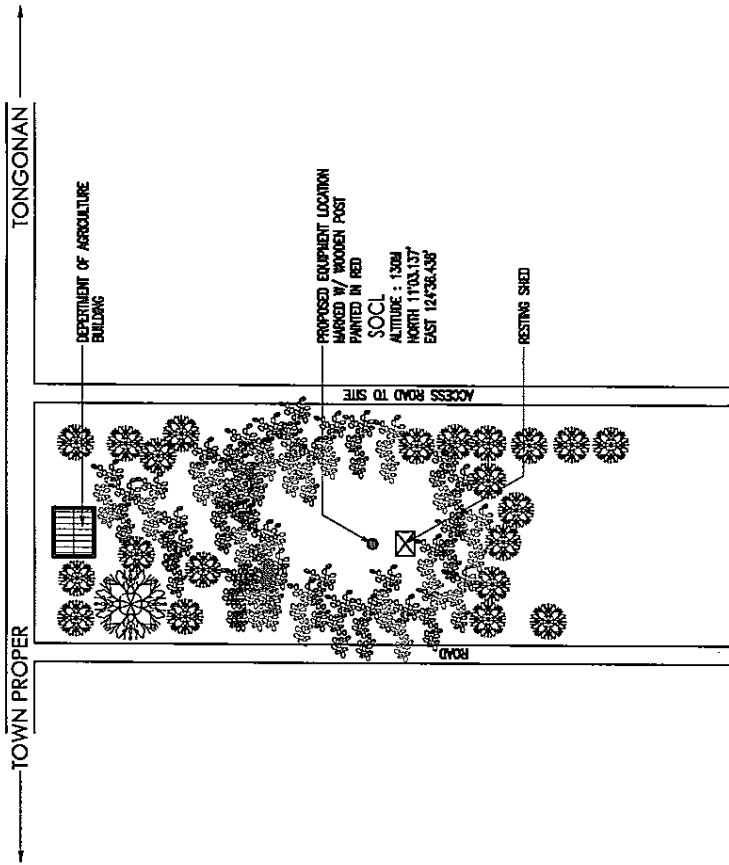 TOWN PROPER
TONGONAN
DEPERTMENT OF AGRICULTURE
BUILDING
PROPOSED EQUIPMENT LOCATION
MARKED W/ WOODEN POST
PAINTED IN RED
SOCL
ALTITUDE : 130M
NORTH 11°03.137'
EAST 124°38.438'
RESTING SHED
ACCESS ROAD TO SITE
ROAD